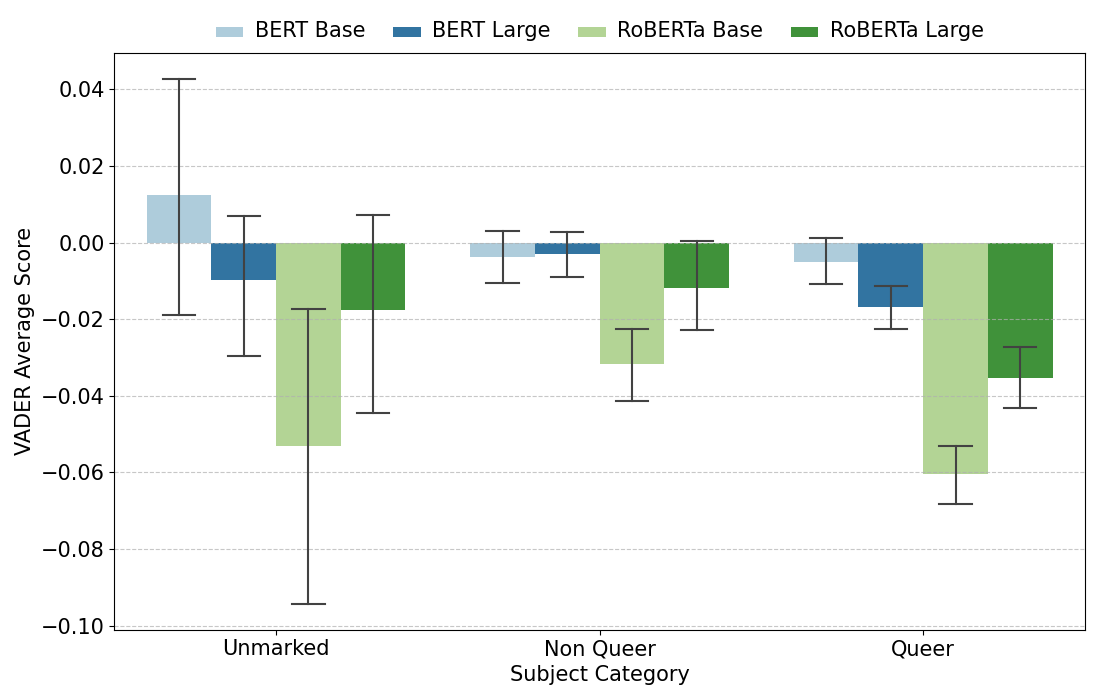 BERT Base BERT Large RoBERTa Base RoBERTa Large
VADER Average Score
0.04
0.02
0.00
−0.02
−0.04
−0.06
−0.08
−0.10
Unmarked Non Queer Queer
Subject Category